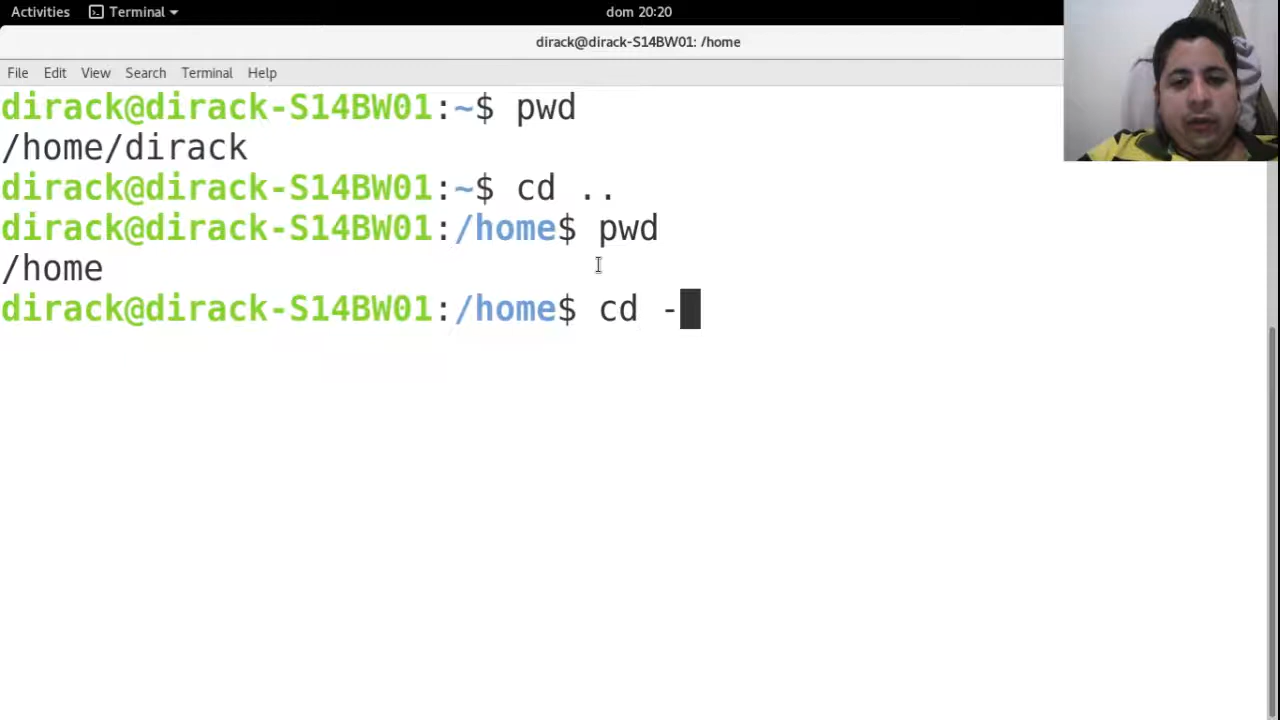 Activities Terminal dom 20:20
dirack@dirack-S14BW01: /home
File Edit View Search Terminal Help
dirack@dirack-S14BW01:~$ pwd
/home/dirack
dirack@dirack-S14BW01:~$ cd ..
dirack@dirack-S14BW01:/home$ pwd
/home
dirack@dirack-S14BW01:/home$ cd -